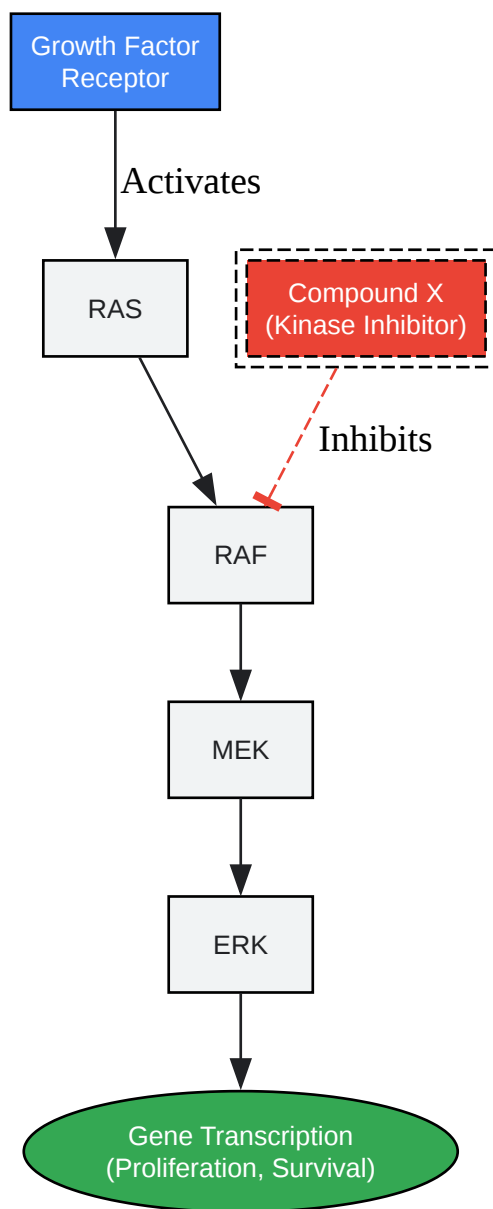 Growth Factor
Receptor
Activates
RAS
Compound X
(Kinase Inhibitor)
Inhibits
RAF
MEK
ERK
Gene Transcription
(Proliferation, Survival)